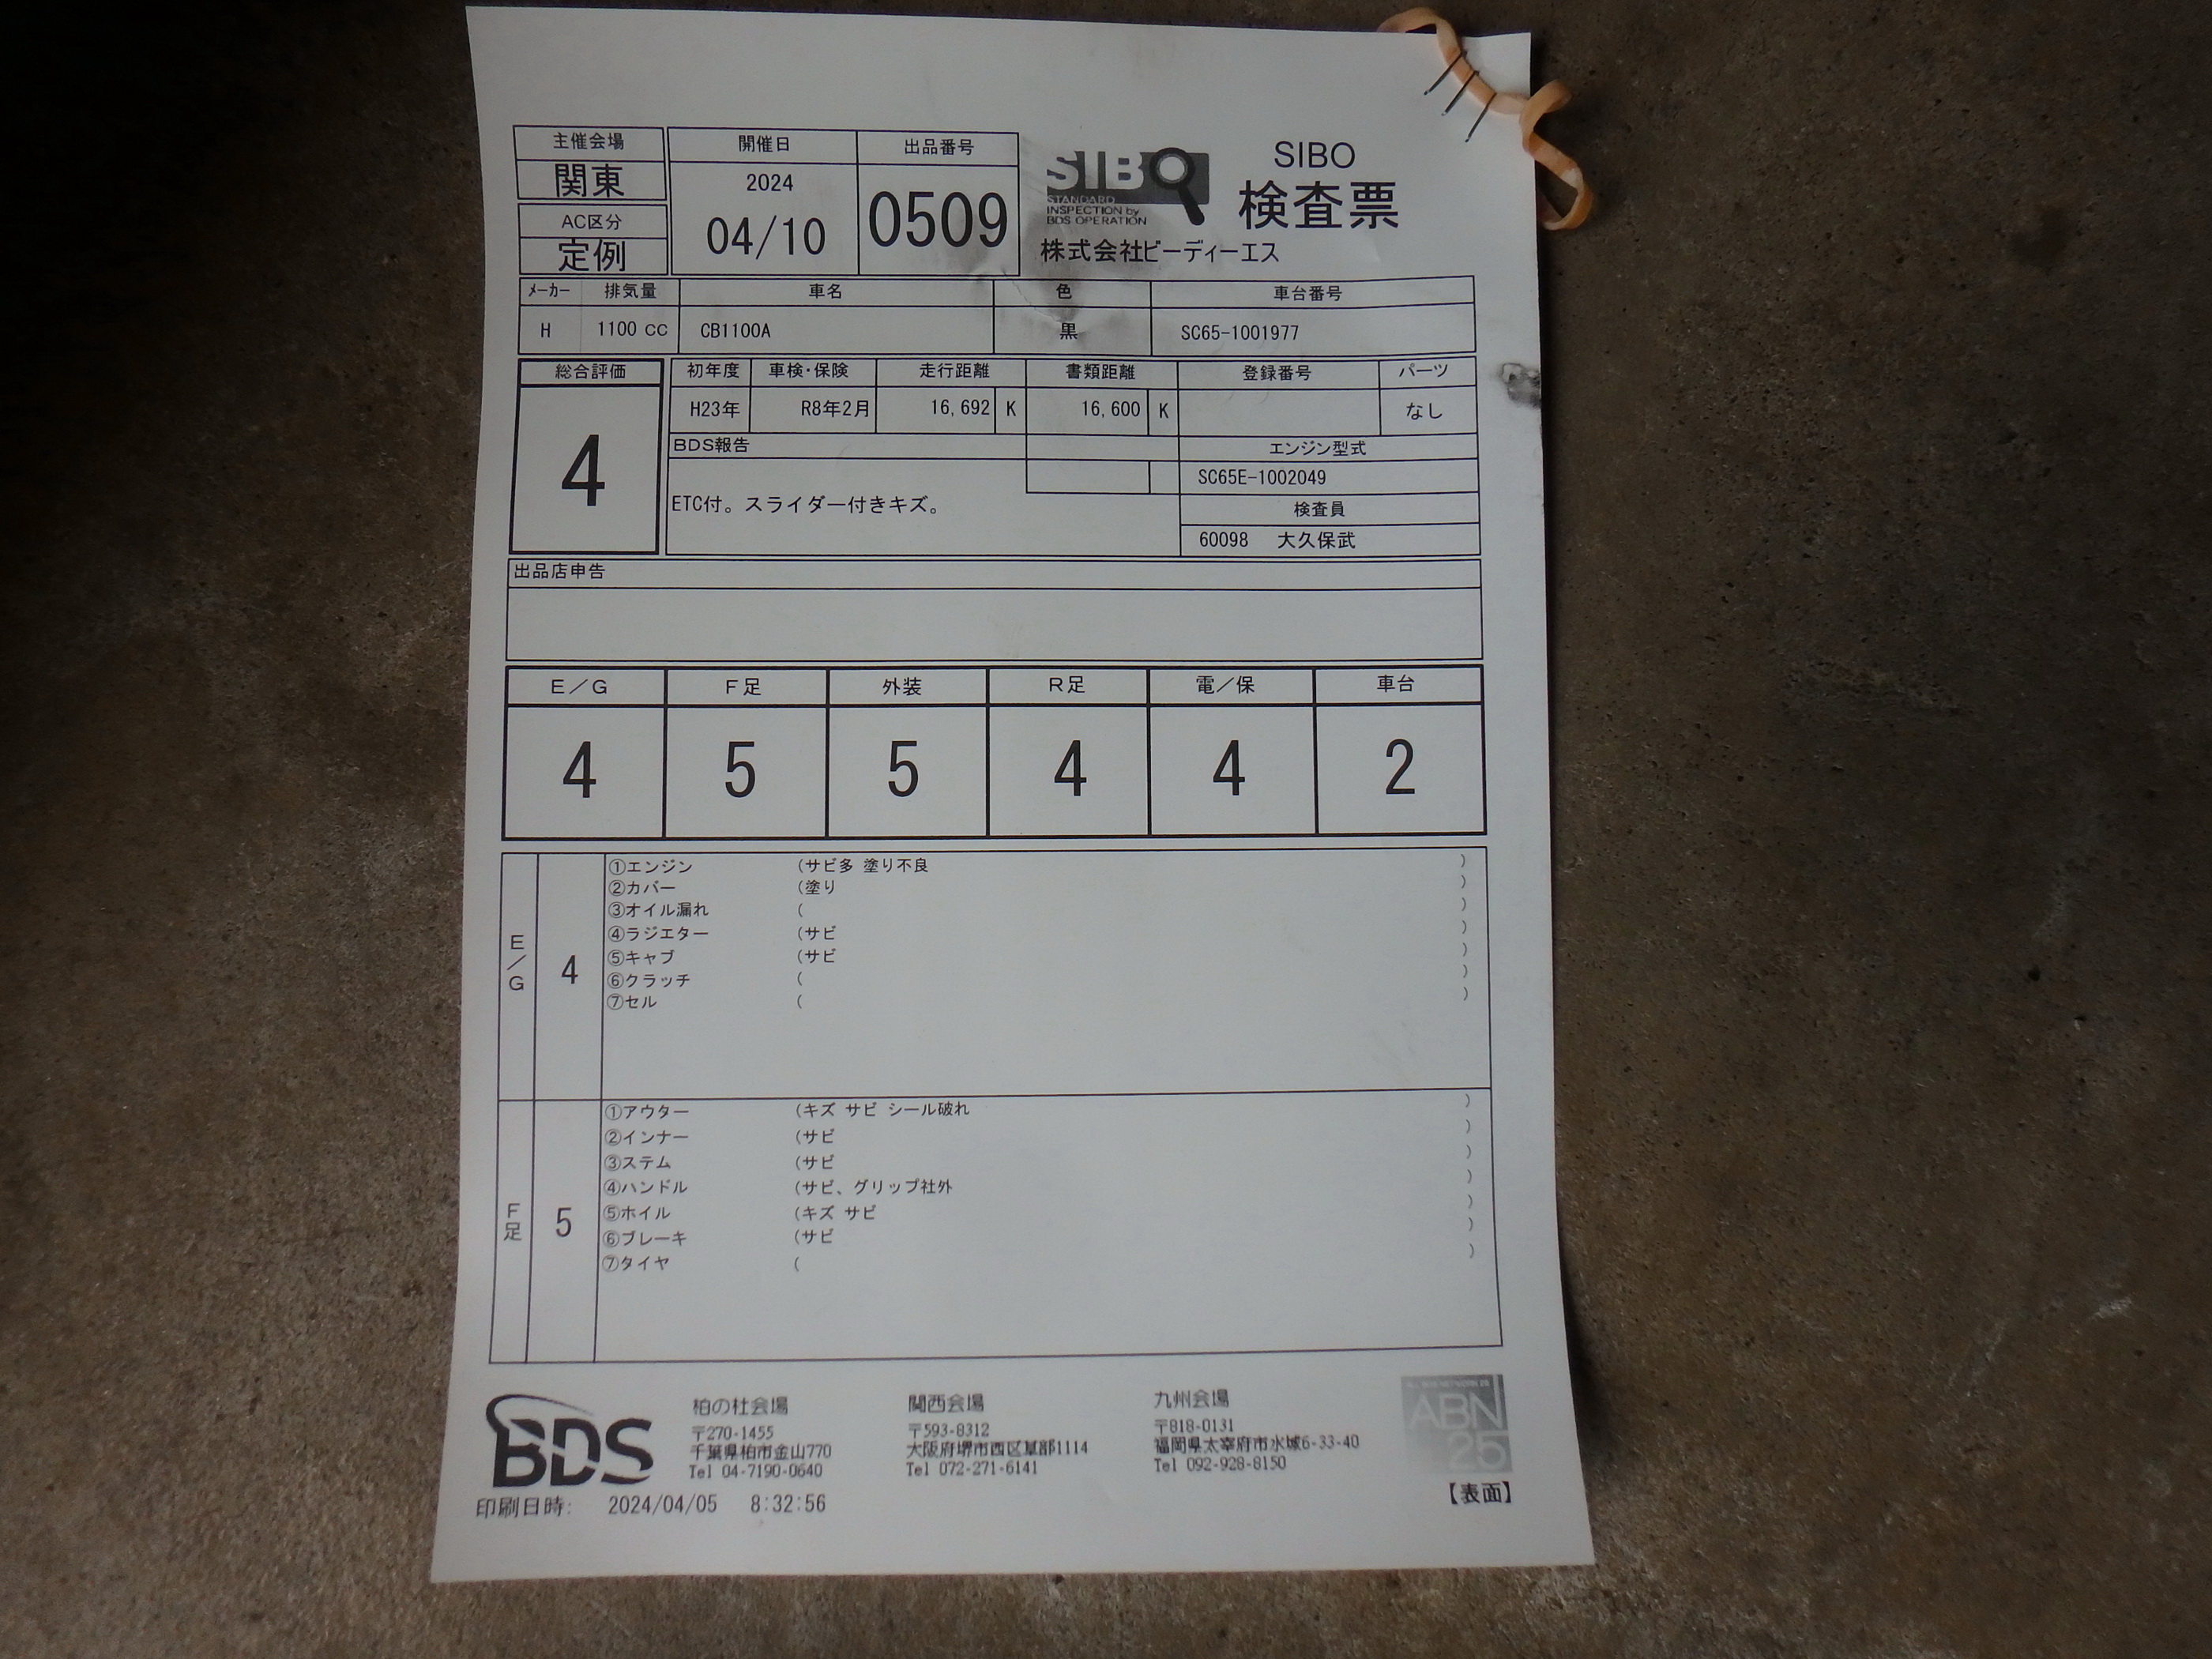 主催会場 開催日 出品番号
関東 2024 04/10 0509
AC区分
定例
SIBO
STANDARD
INSPECTION by
BDS OPERATION
SIBO
検査票
株式会社ビーディーエス
メーカー 排気量 車名 色 車台番号
H 1100 cc CB1100A 黒 SC65-1001977
総合評価 初年度 車検・保険 走行距離 書類距離 登録番号 パーツ
4 H23年 R8年2月 16,692 K 16,600 K なし
BDS報告 エンジン型式
SC65E-1002049
ETC付。スライダー付きキズ。 検査員
60098 大久保武
出品店申告
E／G F足 外装 R足 電／保 車台
4 5 5 4 4 2
E／G 4
①エンジン (サビ多 塗り不良 )
②カバー (塗り )
③オイル漏れ ( )
④ラジエター (サビ )
⑤キャブ (サビ )
⑥クラッチ ( )
⑦セル ( )
F足 5
①アウター (キズ サビ シール破れ )
②インナー (サビ )
③ステム (サビ )
④ハンドル (サビ、グリップ社外 )
⑤ホイル (キズ サビ )
⑥ブレーキ (サビ )
⑦タイヤ ( )
BDS
柏の杜会場
〒270-1455
千葉県柏市金山770
Tel 04-7190-0640
関西会場
〒593-8312
大阪府堺市西区草部1114
Tel 072-271-6141
九州会場
〒818-0131
福岡県太宰府市水城6-33-40
Tel 092-928-8150
ABN
25
【表面】
印刷日時: 2024/04/05 8:32:56